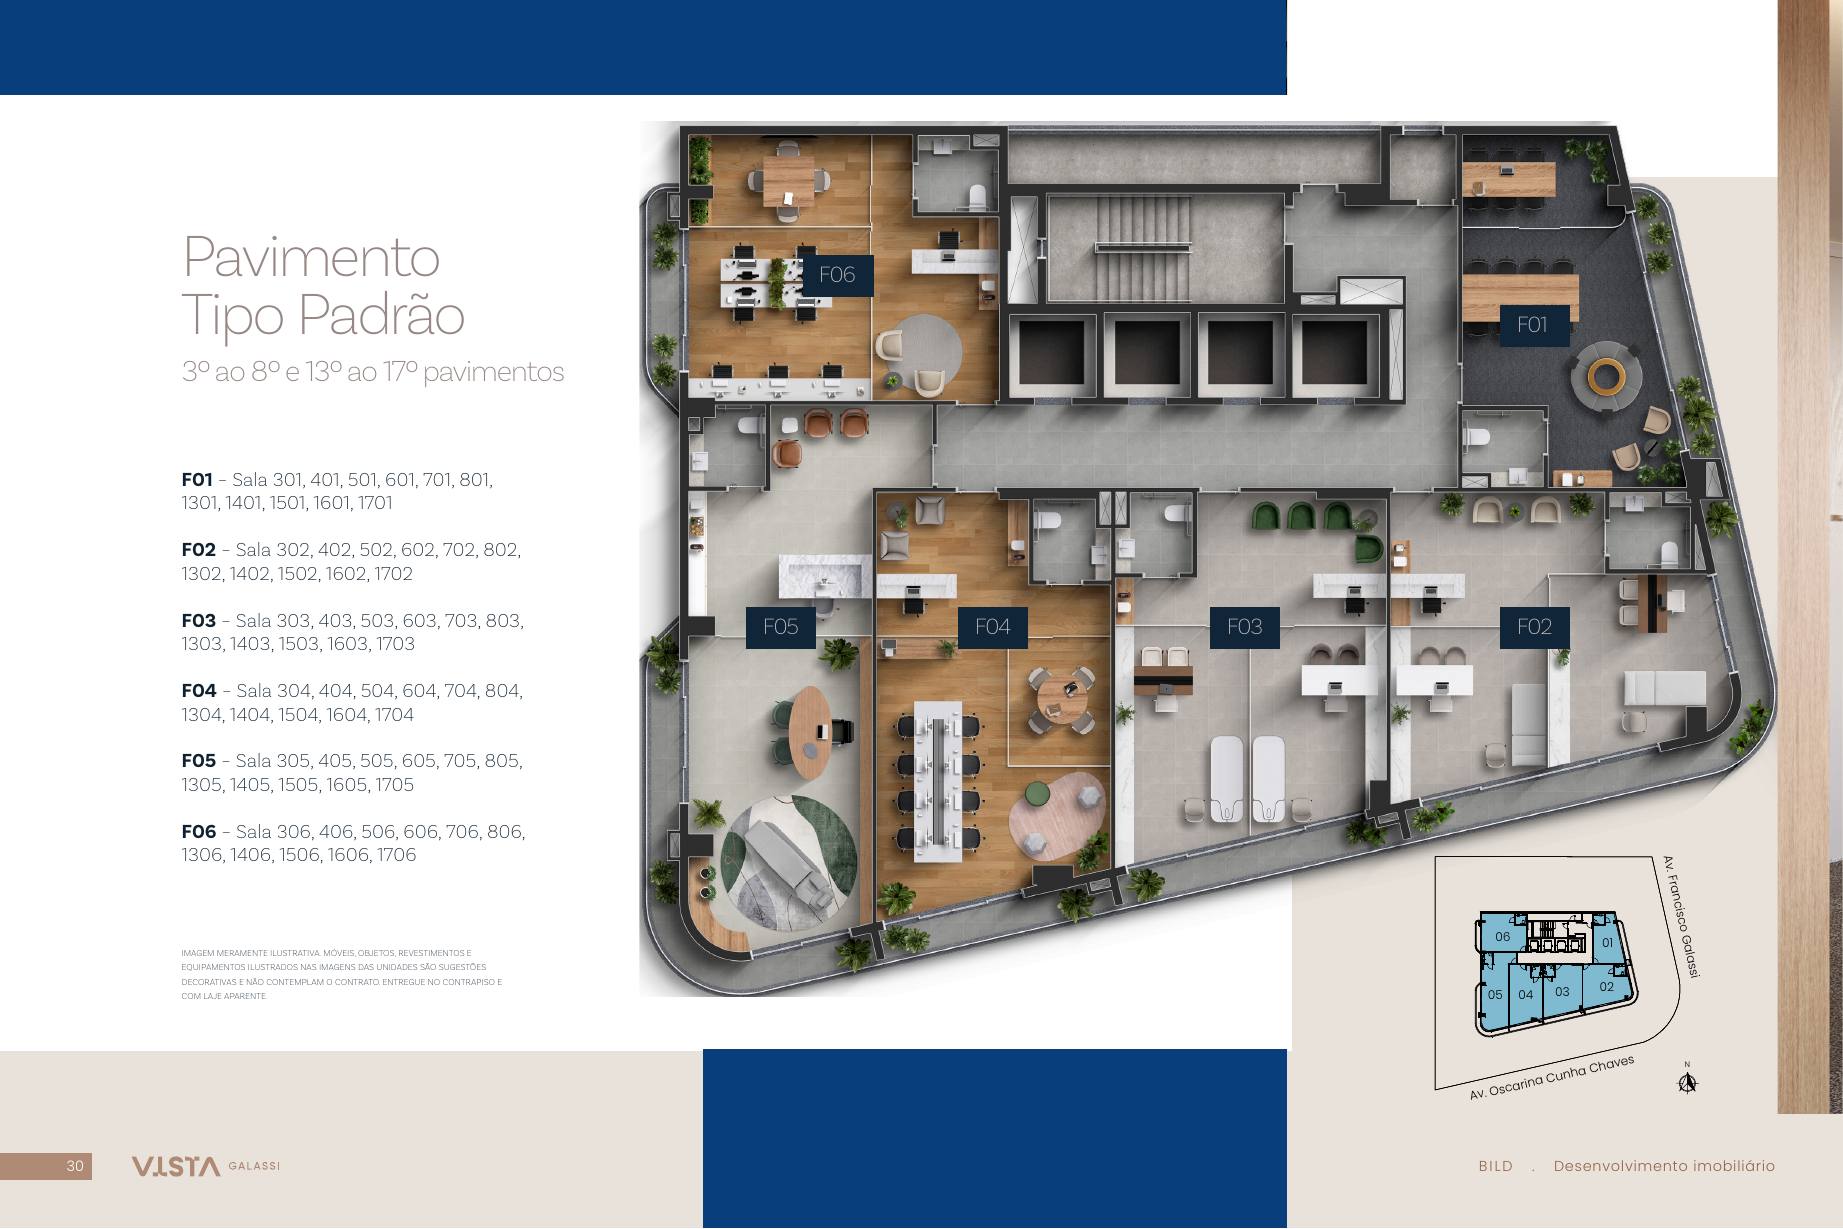 Pavimento
Tipo Padrão
3º ao 8º e 13º ao 17º pavimentos
F01 – Sala 301, 401, 501, 601, 701, 801,
1301, 1401, 1501, 1601, 1701
F02 – Sala 302, 402, 502, 602, 702, 802,
1302, 1402, 1502, 1602, 1702
F03 – Sala 303, 403, 503, 603, 703, 803,
1303, 1403, 1503, 1603, 1703
F04 – Sala 304, 404, 504, 604, 704, 804,
1304, 1404, 1504, 1604, 1704
F05 – Sala 305, 405, 505, 605, 705, 805,
1305, 1405, 1505, 1605, 1705
F06 – Sala 306, 406, 506, 606, 706, 806,
1306, 1406, 1506, 1606, 1706
IMAGEM MERAMENTE ILUSTRATIVA. MÓVEIS, OBJETOS, REVESTIMENTOS E
EQUIPAMENTOS ILUSTRADOS NAS IMAGENS DAS UNIDADES SÃO SUGESTÕES
DECORATIVAS E NÃO CONTEMPLAM O CONTRATO. ENTREGUE NO CONTRAPISO E
COM LAJE APARENTE.
F06
F01
F05
F04
F03
F02
Av. Francisco Galassi
06
01
05
04
03
02
Av. Oscarina Cunha Chaves
N
30
VISTA GALASSI
BILD . Desenvolvimento imobiliário